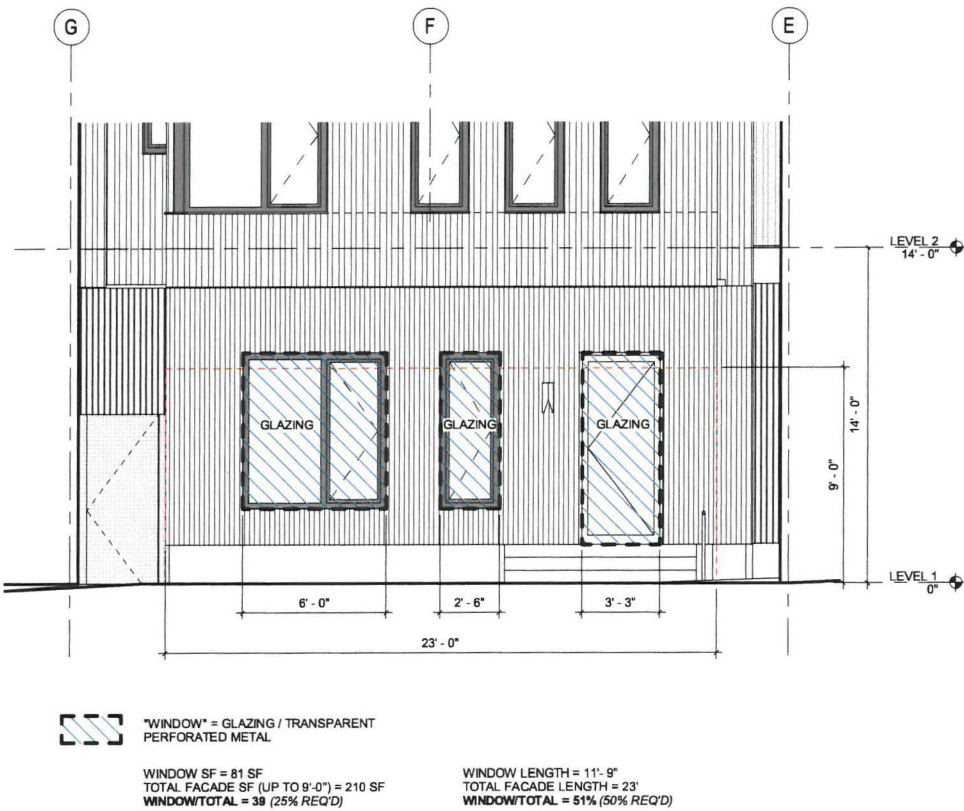 G
F
E
LEVEL 2
14' - 0"
GLAZING
GLAZING
GLAZING
14' - 0"
9' - 0"
LEVEL 1
0"
6' - 0"
2' - 6"
3' - 3"
23' - 0"
"WINDOW" = GLAZING / TRANSPARENT
PERFORATED METAL
WINDOW SF = 81 SF
TOTAL FACADE SF (UP TO 9'-0") = 210 SF
WINDOW/TOTAL = 39 (25% REQ'D)
WINDOW LENGTH = 11'- 9"
TOTAL FACADE LENGTH = 23'
WINDOW/TOTAL = 51% (50% REQ'D)